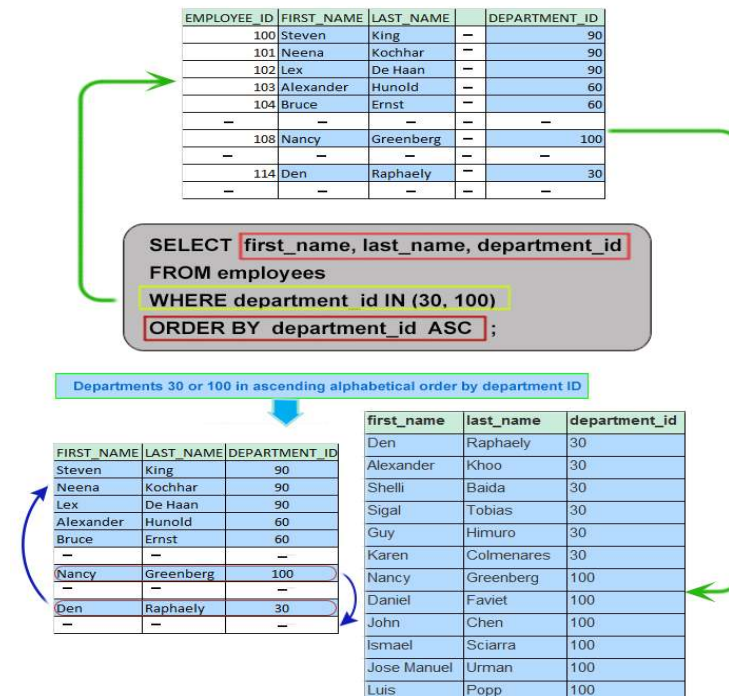 EMPLOYEE_ID FIRST_NAME LAST_NAME DEPARTMENT_ID
100 Steven King – 90
101 Neena Kochhar – 90
102 Lex De Haan – 90
103 Alexander Hunold – 60
104 Bruce Ernst – 60
– – – – –
108 Nancy Greenberg – 100
– – – – –
114 Den Raphaely – 30
– – – – –
SELECT first_name, last_name, department_id
FROM employees
WHERE department_id IN (30, 100)
ORDER BY department_id ASC ;
Departments 30 or 100 in ascending alphabetical order by department ID
FIRST_NAME LAST_NAME DEPARTMENT_ID
Steven King 90
Neena Kochhar 90
Lex De Haan 90
Alexander Hunold 60
Bruce Ernst 60
– – –
Nancy Greenberg 100
– – –
Den Raphaely 30
– – –
first_name last_name department_id
Den Raphaely 30
Alexander Khoo 30
Shelli Baida 30
Sigal Tobias 30
Guy Himuro 30
Karen Colmenares 30
Nancy Greenberg 100
Daniel Faviet 100
John Chen 100
Ismael Sciarra 100
Jose Manuel Urman 100
Luis Popp 100